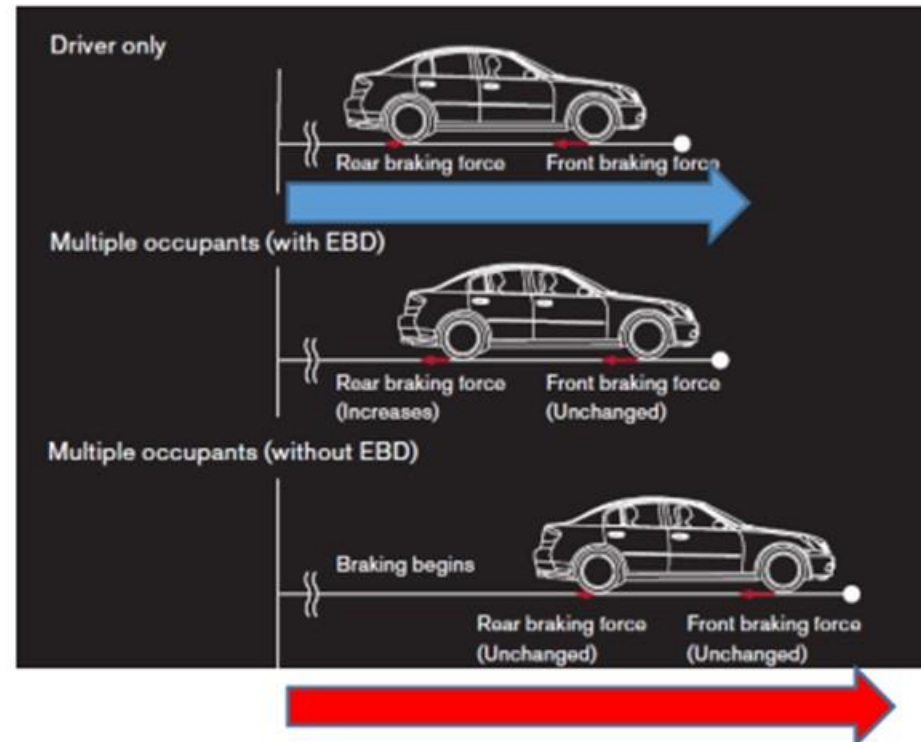 Driver only
Rear braking force
Front braking force
Multiple occupants (with EBD)
Rear braking force
(Increases)
Front braking force
(Unchanged)
Multiple occupants (without EBD)
Braking begins
Rear braking force
(Unchanged)
Front braking force
(Unchanged)